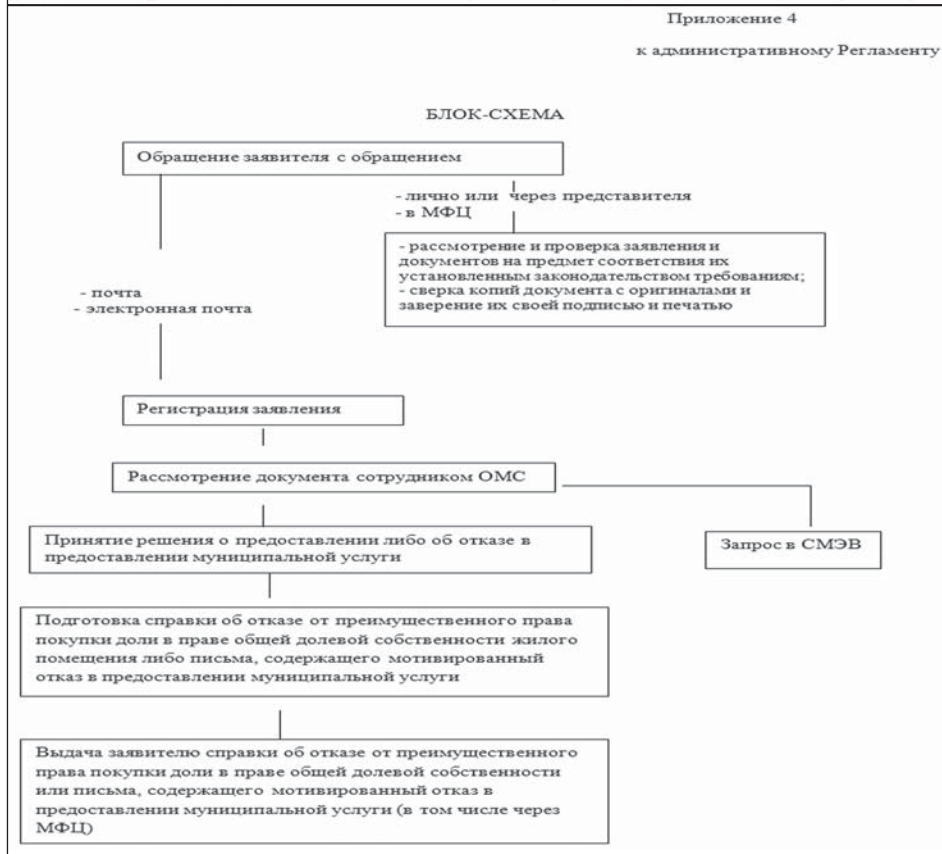 Приложение 4
к административному Регламенту
БЛОК-СХЕМА
Обращение заявителя с обращением
- лично или через представителя
- в МФЦ
- рассмотрение и проверка заявления и
документов на предмет соответствия их
установленным законодательством требованиям;
- сверка копий документа с оригиналами и
заверение их своей подписью и печатью
- почта
- электронная почта
Регистрация заявления
Рассмотрение документа сотрудником ОМС
Принятие решения о предоставлении либо об отказе в
предоставлении муниципальной услуги
Запрос в СМЭВ
Подготовка справки об отказе от преимущественного права
покупки доли в праве общей долевой собственности жилого
помещения либо письма, содержащего мотивированный
отказ в предоставлении муниципальной услуги
Выдача заявителю справки об отказе от преимущественного
права покупки доли в праве общей долевой собственности
или письма, содержащего мотивированный отказ в
предоставлении муниципальной услуги (в том числе через
МФЦ)